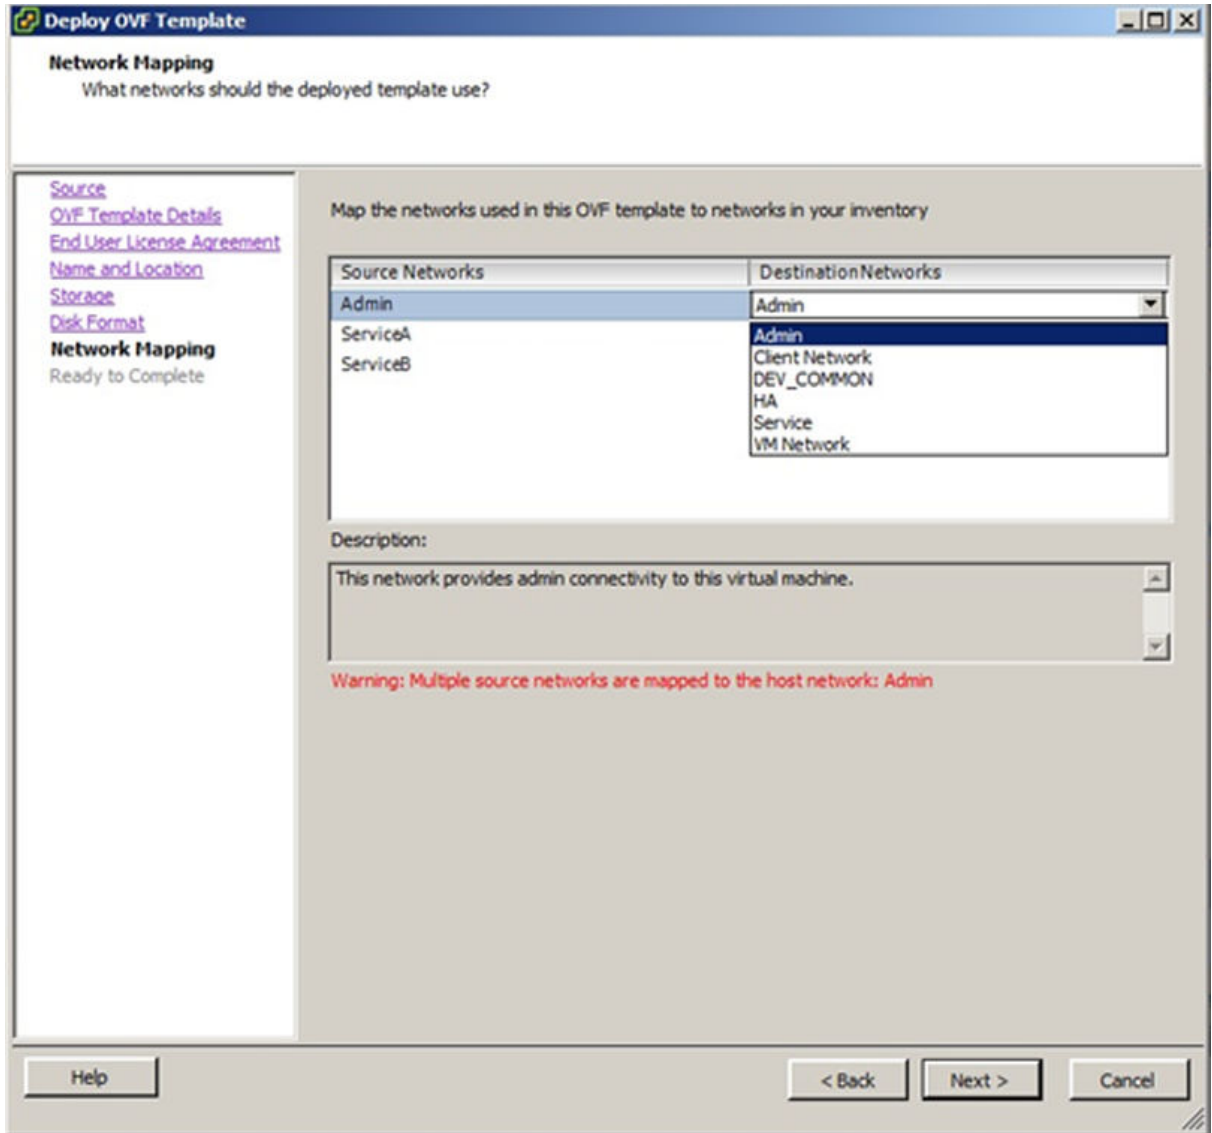 Deploy OVF Template
Network Mapping
What networks should the deployed template use?
Source
OVF Template Details
End User License Agreement
Name and Location
Storage
Disk Format
Network Mapping
Ready to Complete
Map the networks used in this OVF template to networks in your inventory
Source Networks Destination Networks
Admin Admin
ServiceA
ServiceB
Admin
Client Network
DEV_COMMON
HA
Service
VM Network
Description:
This network provides admin connectivity to this virtual machine.
Warning: Multiple source networks are mapped to the host network: Admin
Help < Back Next > Cancel